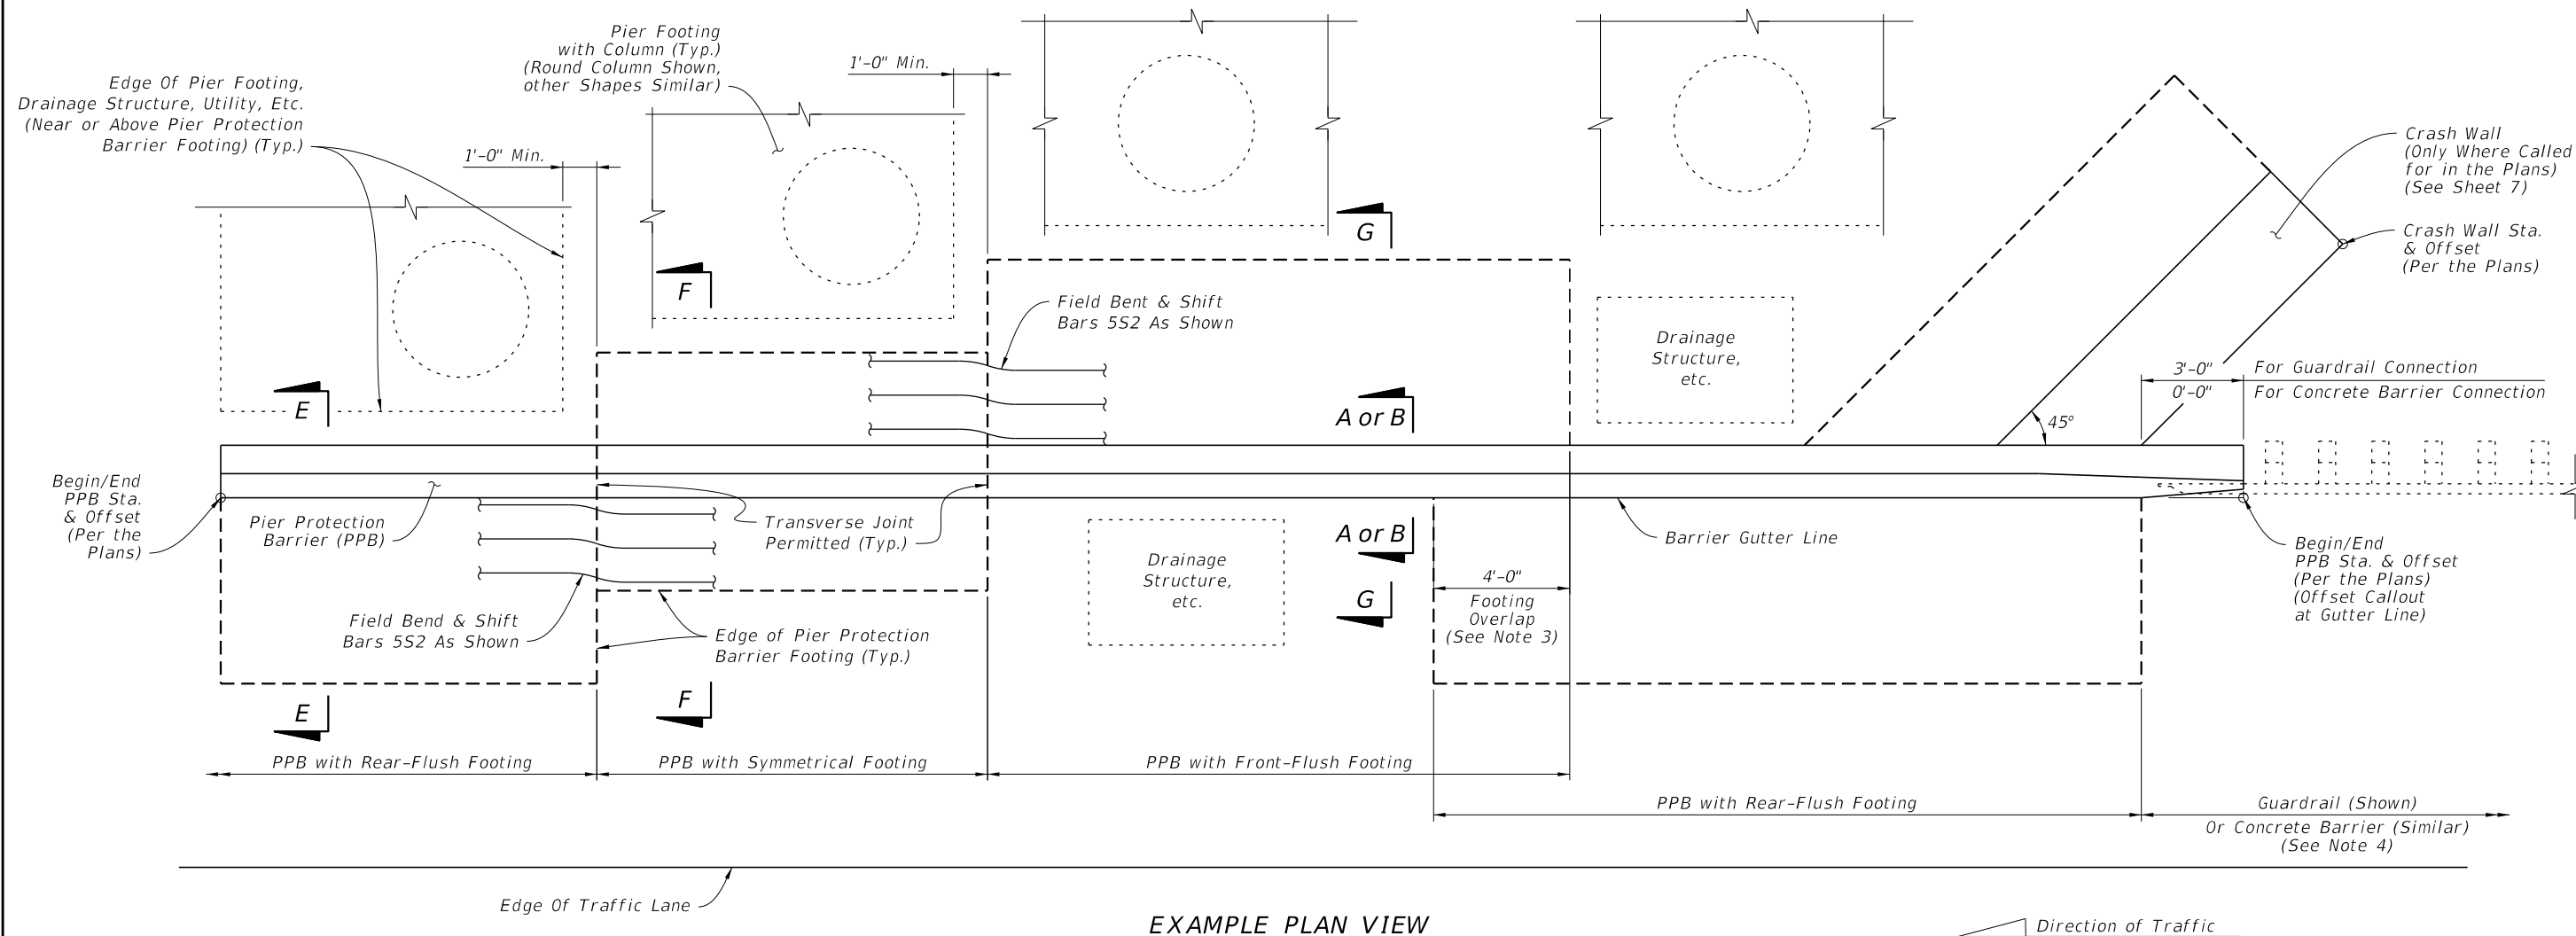 Edge Of Pier Footing,
Drainage Structure, Utility, Etc.
(Near or Above Pier Protection
Barrier Footing) (Typ.)
Pier Footing
with Column (Typ.)
(Round Column Shown,
other Shapes Similar)
1'-0" Min.
1'-0" Min.
E
F
G
Field Bent & Shift
Bars 5S2 As Shown
Drainage
Structure,
etc.
A or B
Crash Wall
(Only Where Called
for in the Plans)
(See Sheet 7)
Crash Wall Sta.
& Offset
(Per the Plans)
3'-0" For Guardrail Connection
0'-0" For Concrete Barrier Connection
45°
Begin/End
PPB Sta.
& Offset
(Per the
Plans)
Pier Protection
Barrier (PPB)
Transverse Joint
Permitted (Typ.)
Drainage
Structure,
etc.
A or B
G
Barrier Gutter Line
4'-0"
Footing
Overlap
(See Note 3)
Begin/End
PPB Sta. & Offset
(Per the Plans)
(Offset Callout
at Gutter Line)
Field Bend & Shift
Bars 5S2 As Shown
Edge of Pier Protection
Barrier Footing (Typ.)
E
F
PPB with Rear-Flush Footing
PPB with Symmetrical Footing
PPB with Front-Flush Footing
PPB with Rear-Flush Footing
Guardrail (Shown)
Or Concrete Barrier (Similar)
(See Note 4)
Edge Of Traffic Lane
EXAMPLE PLAN VIEW
Direction of Traffic